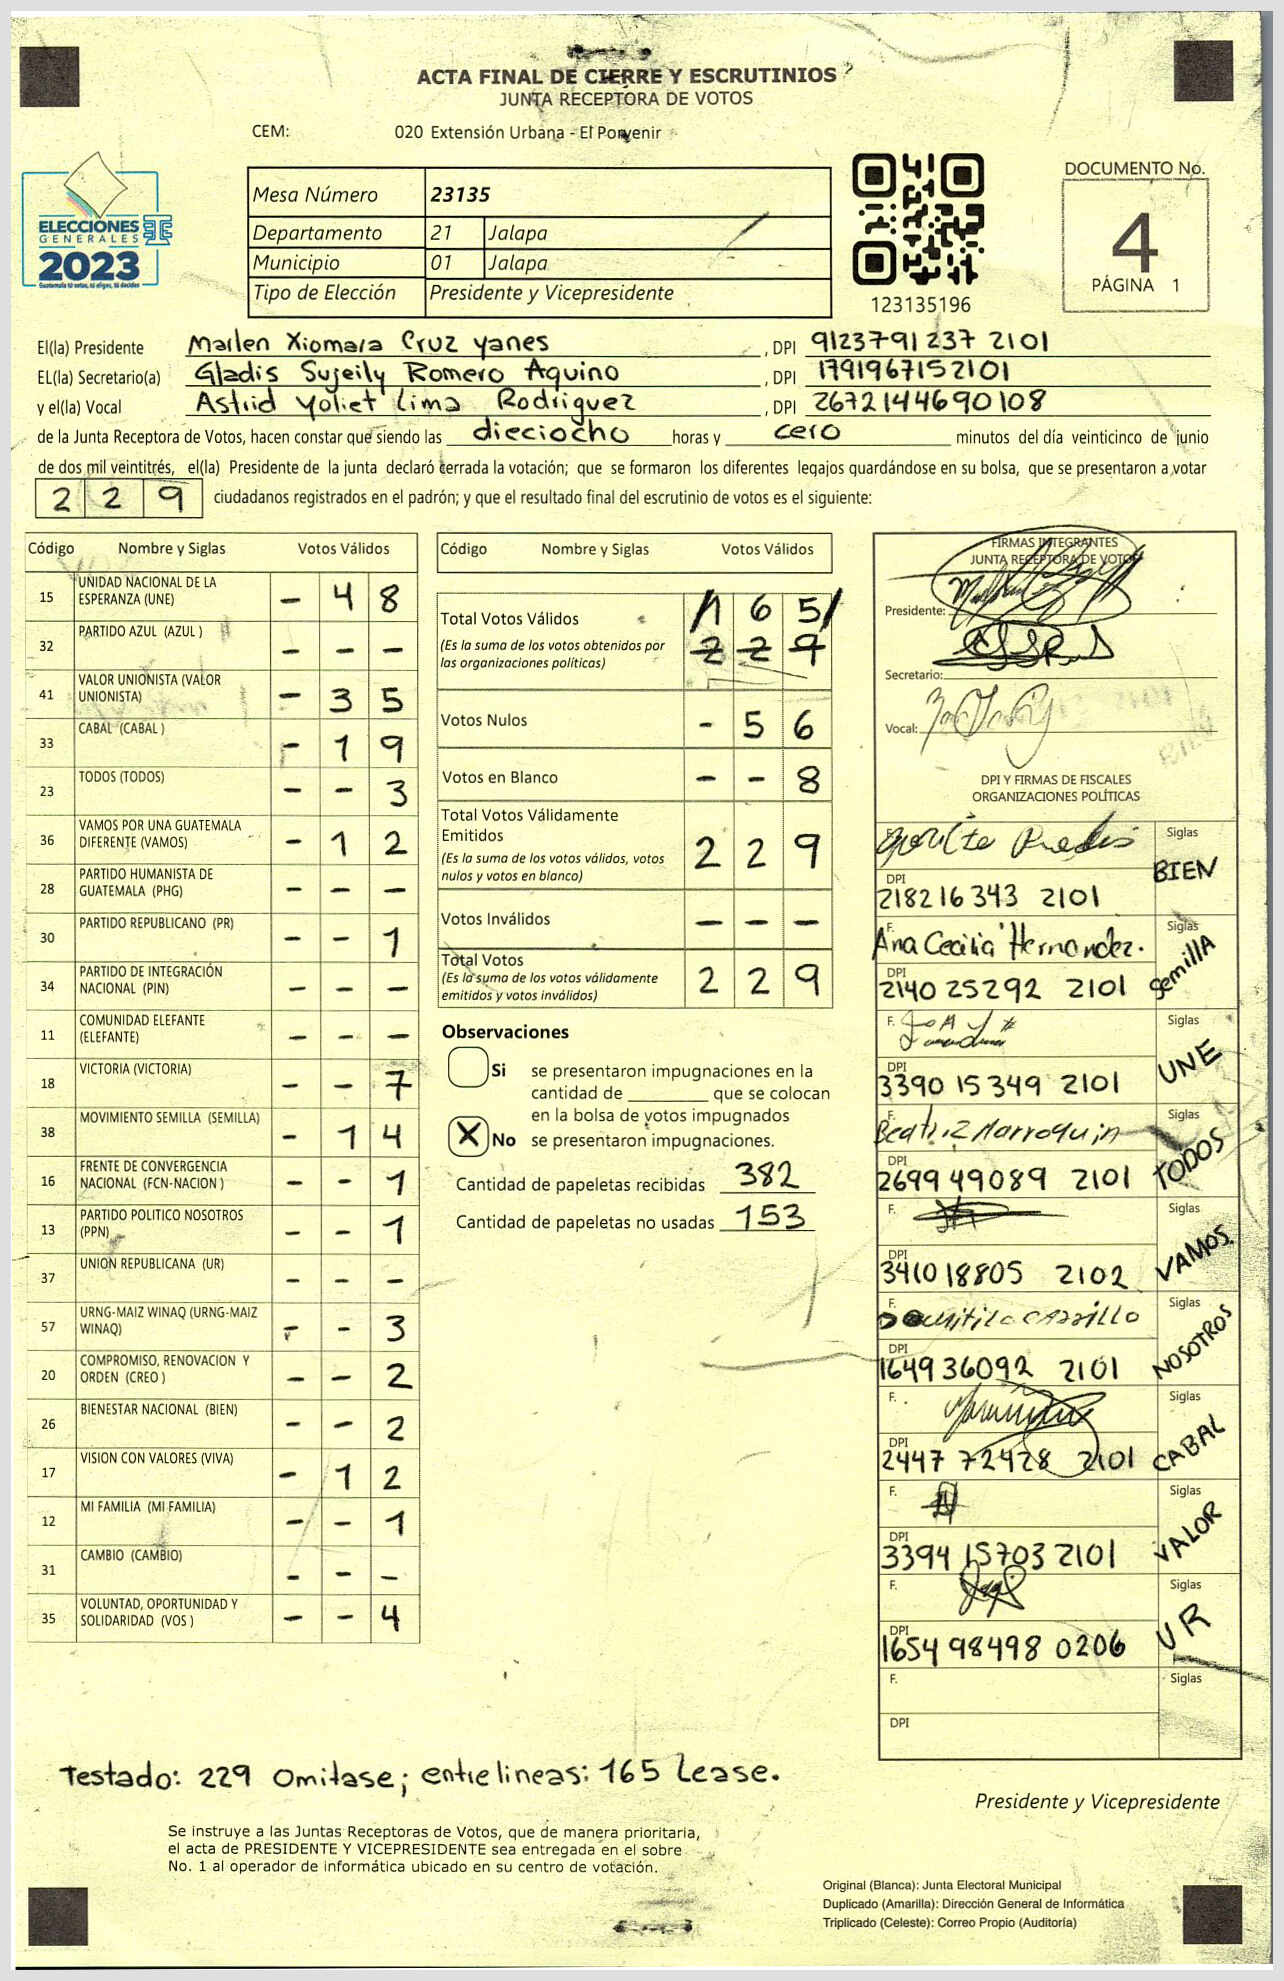 ACTA FINAL DE CIERRE Y ESCRUTINIOS
JUNTA RECEPTORA DE VOTOS
CEM: 020 Extensión Urbana - El Porvenir
ELECCIONES
GENERALES
2023
Guatemala tú votas, tú eliges, tú decides
Mesa Número 23135
Departamento 21 Jalapa
Municipio 01 Jalapa
Tipo de Elección Presidente y Vicepresidente
123135196
DOCUMENTO No.
4
PÁGINA 1
El(la) Presidente Marlen Xiomara Cruz yanes , DPI 9123791237 2101
EL(la) Secretario(a) Gladis Sujeily Romero Aquino , DPI 1791967152101
y el(la) Vocal Astrid Yoliet Lima Rodriguez , DPI 2672144690108
de la Junta Receptora de Votos, hacen constar que siendo las dieciocho horas y cero minutos del día veinticinco de junio
de dos mil veintitrés, el(la) Presidente de la junta declaró cerrada la votación; que se formaron los diferentes legajos guardándose en su bolsa, que se presentaron a votar
2 2 9 ciudadanos registrados en el padrón; y que el resultado final del escrutinio de votos es el siguiente:
Código Nombre y Siglas Votos Válidos
15 UNIDAD NACIONAL DE LA ESPERANZA (UNE) - 4 8
32 PARTIDO AZUL (AZUL ) - - -
41 VALOR UNIONISTA (VALOR UNIONISTA) - 3 5
33 CABAL (CABAL ) - 1 9
23 TODOS (TODOS) - - 3
36 VAMOS POR UNA GUATEMALA DIFERENTE (VAMOS) - 1 2
28 PARTIDO HUMANISTA DE GUATEMALA (PHG) - - -
30 PARTIDO REPUBLICANO (PR) - - 1
34 PARTIDO DE INTEGRACIÓN NACIONAL (PIN) - - -
11 COMUNIDAD ELEFANTE (ELEFANTE) - - -
18 VICTORIA (VICTORIA) - - 7
38 MOVIMIENTO SEMILLA (SEMILLA) - 1 4
16 FRENTE DE CONVERGENCIA NACIONAL (FCN-NACION ) - - 1
13 PARTIDO POLITICO NOSOTROS (PPN) - - 1
37 UNION REPUBLICANA (UR) - - -
57 URNG-MAIZ WINAQ (URNG-MAIZ WINAQ) - - 3
20 COMPROMISO, RENOVACION Y ORDEN (CREO ) - - 2
26 BIENESTAR NACIONAL (BIEN) - - 2
17 VISION CON VALORES (VIVA) - 1 2
12 MI FAMILIA (MI FAMILIA) - - 1
31 CAMBIO (CAMBIO) - - -
35 VOLUNTAD, OPORTUNIDAD Y SOLIDARIDAD (VOS ) - - 4
Código Nombre y Siglas Votos Válidos
Total Votos Válidos 1 6 5
(Es la suma de los votos obtenidos por las organizaciones políticas) 2 2 9
Votos Nulos - 5 6
Votos en Blanco - - 8
Total Votos Válidamente Emitidos 2 2 9
(Es la suma de los votos válidos, votos nulos y votos en blanco)
Votos Inválidos - - -
Total Votos 2 2 9
(Es la suma de los votos válidamente emitidos y votos inválidos)
Observaciones
Si se presentaron impugnaciones en la
cantidad de ________ que se colocan
en la bolsa de votos impugnados
X No se presentaron impugnaciones.
Cantidad de papeletas recibidas 382
Cantidad de papeletas no usadas 153
FIRMAS INTEGRANTES
JUNTA RECEPTORA DE VOTOS
Presidente:
Secretario:
Vocal:
DPI Y FIRMAS DE FISCALES
ORGANIZACIONES POLÍTICAS
Siglas BIEN
DPI 218216343 2101
F. Ana Cecilia Hernandez. Siglas Semilla
DPI 2140 25292 2101
F. Siglas UNE
DPI 3390 15349 2101
F. Beatriz Marroquin Siglas TODOS
DPI 2699 49089 2101
F. Siglas VAMOS.
DPI 3410 18805 2102
F. Siglas NOSOTROS
DPI 1649 36092 2101
F. Siglas CABAL
DPI 2447 72428 2101
F. Siglas VALOR
DPI 3394 15703 2101
F. Siglas UR
DPI 1654 98498 0206
F. Siglas
DPI
Testado: 229 Omitase; entre lineas: 165 Lease.
Presidente y Vicepresidente
Se instruye a las Juntas Receptoras de Votos, que de manera prioritaria,
el acta de PRESIDENTE Y VICEPRESIDENTE sea entregada en el sobre
No. 1 al operador de informática ubicado en su centro de votación.
Original (Blanca): Junta Electoral Municipal
Duplicado (Amarilla): Dirección General de Informática
Triplicado (Celeste): Correo Propio (Auditoría)